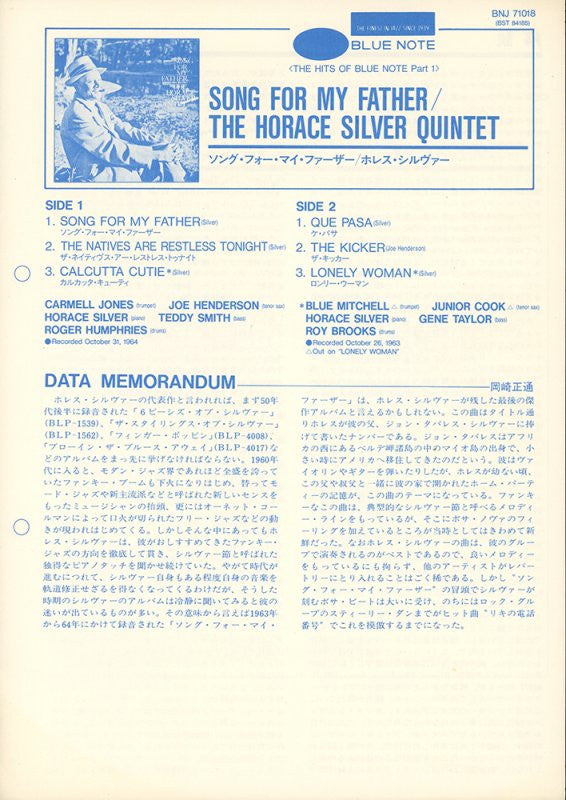 BNJ 71018
(BST 84185)
THE FINEST IN JAZZ SINCE 1939
BLUE NOTE
〈THE HITS OF BLUE NOTE Part 1〉
SONG FOR MY FATHER/
THE HORACE SILVER QUINTET
ソング・フォー・マイ・ファーザー/ホレス・シルヴァー
SIDE 1
1. SONG FOR MY FATHER (Silver)
ソング・フォー・マイ・ファーザー
2. THE NATIVES ARE RESTLESS TONIGHT (Silver)
ザ・ネイティヴス・アー・レストレス・トゥナイト
3. CALCUTTA CUTIE * (Silver)
カルカッタ・キューティ
CARMELL JONES (trumpet) JOE HENDERSON (tenor sax)
HORACE SILVER (piano) TEDDY SMITH (bass)
ROGER HUMPHRIES (drums)
●Recorded October 31, 1964
SIDE 2
1. QUE PASA (Silver)
ケ・パサ
2. THE KICKER (Joe Henderson)
ザ・キッカー
3. LONELY WOMAN * (Silver)
ロンリー・ウーマン
*BLUE MITCHELL △ (trumpet) JUNIOR COOK △ (tenor sax)
HORACE SILVER (piano) GENE TAYLOR (bass)
ROY BROOKS (drums)
●Recorded October 26, 1963
△Out on "LONELY WOMAN"
DATA MEMORANDUM
岡崎正通
ホレス・シルヴァーの代表作と言われれば、まず50年
代後半に録音された「6ピーシズ・オブ・シルヴァー」
(BLP-1539)、「ザ・スタイリングス・オブ・シルヴァー」
(BLP-1562)、「フィンガー・ポッピン」(BLP-4008)、
「ブローイン・ザ・ブルース・アウェイ」(BLP-4017)な
どのアルバムをまっ先に挙げなければならない。1960年
代に入ると、モダン・ジャズ界であれほど全盛を誇って
いたファンキー・ブームも下火になりはじめ、替ってモ
ード・ジャズや新主流派などと呼ばれた新しいセンスを
もったミュージシャンの抬頭、更にはオーネット・コー
ルマンによって口火が切られたフリー・ジャズなどの動
きが現われはじめてくる。しかしそんな中にあってもホ
レス・シルヴァーは、彼がおしすすめてきたファンキー・
ジャズの方向を徹底して貫き、シルヴァー節と呼ばれた
独得なピアノタッチを聞かせ続けていた。やがて時代が
進むにつれて、シルヴァー自身もある程度自身の音楽を
軌道修正せざるを得なくなってくるわけだが、そうした
時期のシルヴァーのアルバムは冷静に聞いてみると彼の
迷いが出ているものが多い。その意味から言えば1963年
から64年にかけて録音された「ソング・フォー・マイ・
ファーザー」は、ホレス・シルヴァーが残した最後の傑
作アルバムと言えるかもしれない。この曲はタイトル通
りホレスが彼の父、ジョン・タバレス・シルヴァーに捧
げて書いたナンバーである。ジョン・タバレスはアフリ
カの西にあるベルデ岬諸島の中のマイオ島の出身で、小
さい時にアメリカへ移住してきたのだという。彼はヴァ
イオリンやギターを弾いたりしたが、ホレスが幼ない頃、
この父や叔父と一緒に彼の家で開かれたホーム・パーテ
ィーの記憶が、この曲のテーマになっている。ファンキ
ーなこの曲は、典型的なシルヴァー節と呼べるメロディ
ー・ラインをもっているが、そこにボサ・ノヴァのフィ
ーリングを加えているところが当時としてはきわめて新
鮮だった。なおホレス・シルヴァーの曲は、彼のグルー
プで演奏されるのがベストであるので、良いメロディー
をもっているにも拘らず、他のアーティストがレパート
リーにとり入れることはごく稀である。しかし"ソン
グ・フォー・マイ・ファーザー"の冒頭でシルヴァーが
刻むボサ・ビートは大いに受け、のちにはロック・グルー
プのスティーリー・ダンまでがヒット曲"リキの電話
番号"でこれを模倣するまでになった。